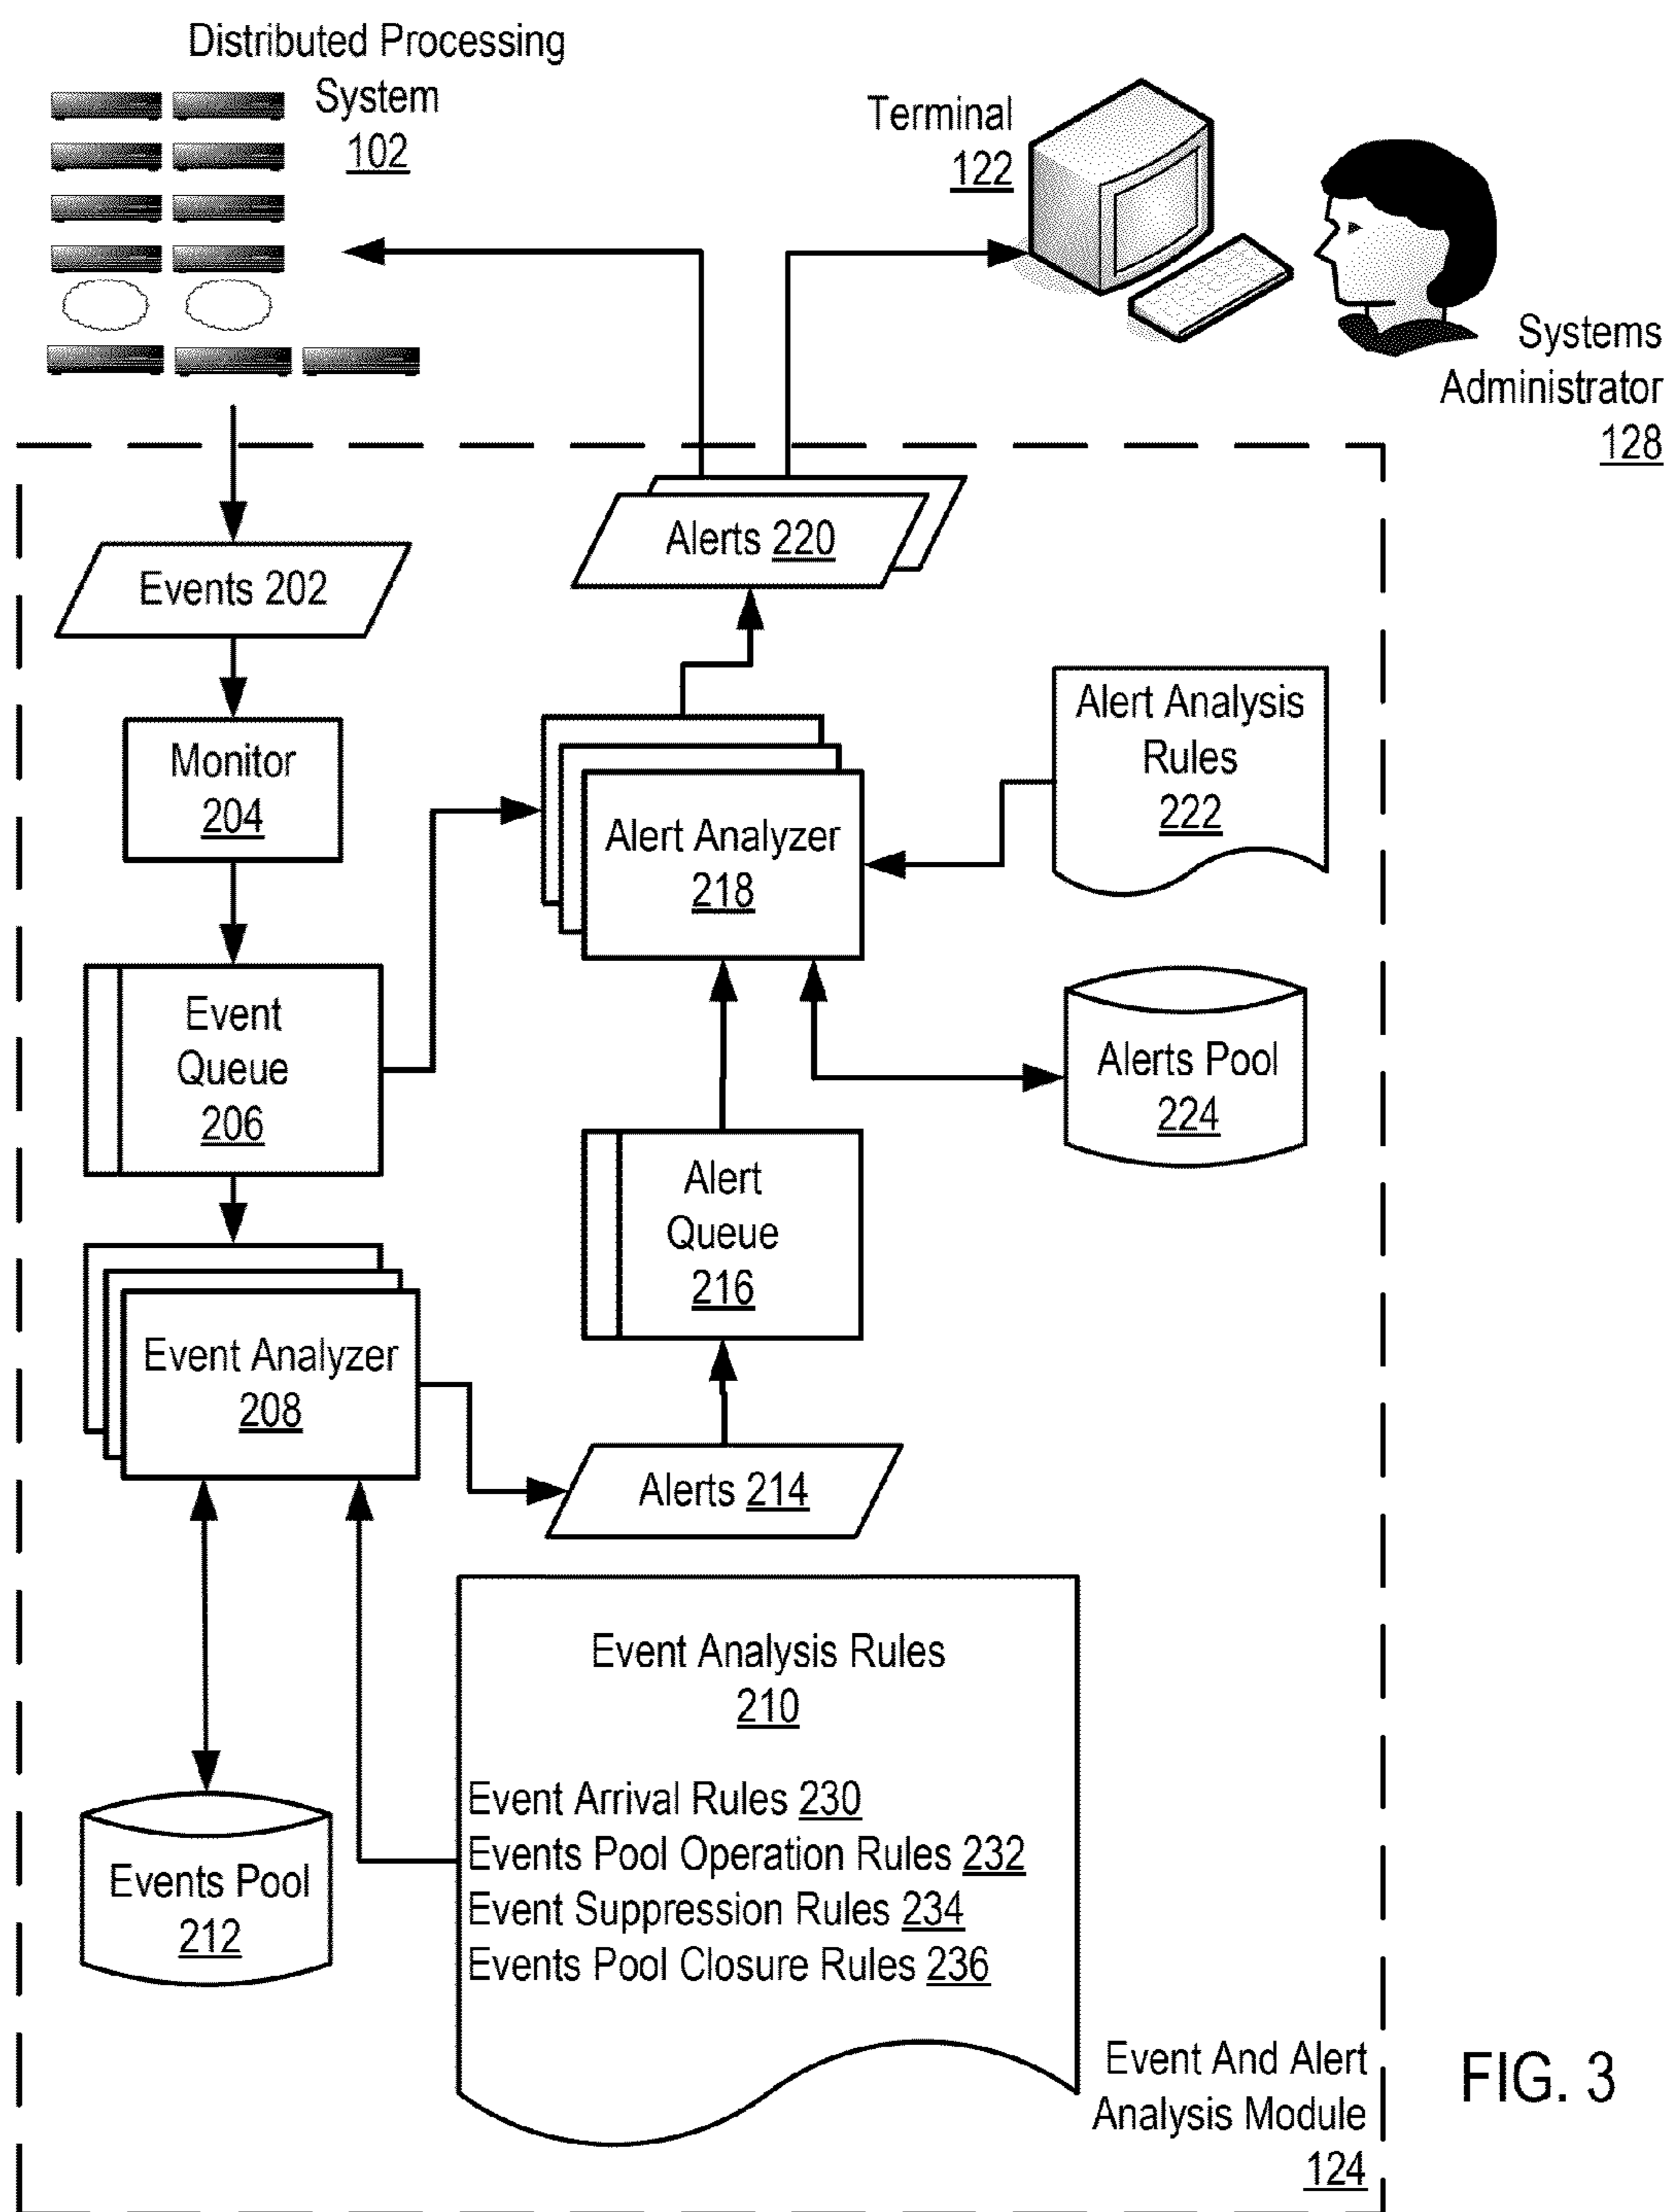 Distributed Processing
System
102
Terminal
122
Systems
Administrator
128
Alerts 220
Events 202
Monitor
204
Alert Analysis
Rules
222
Alert Analyzer
218
Event
Queue
206
Alerts Pool
224
Alert
Queue
216
Event Analyzer
208
Alerts 214
Event Analysis Rules
210
Event Arrival Rules 230
Events Pool Operation Rules 232
Event Suppression Rules 234
Events Pool Closure Rules 236
Events Pool
212
Event And Alert
Analysis Module
124
FIG. 3